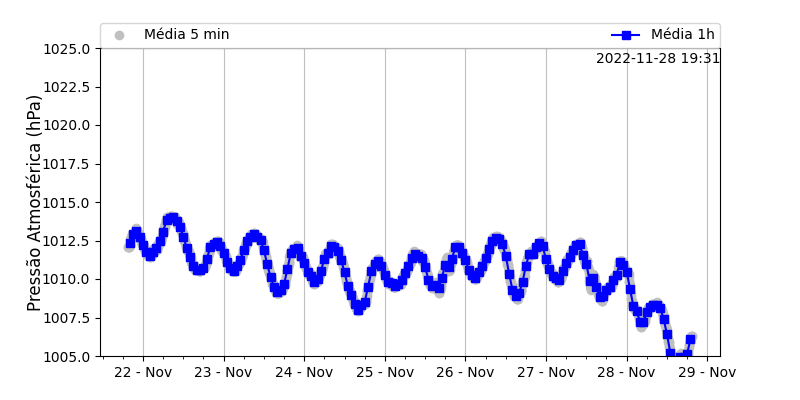 Média 5 min
Média 1h
2022-11-28 19:31
Pressão Atmosférica (hPa)
1025.0
1022.5
1020.0
1017.5
1015.0
1012.5
1010.0
1007.5
1005.0
22 - Nov
23 - Nov
24 - Nov
25 - Nov
26 - Nov
27 - Nov
28 - Nov
29 - Nov